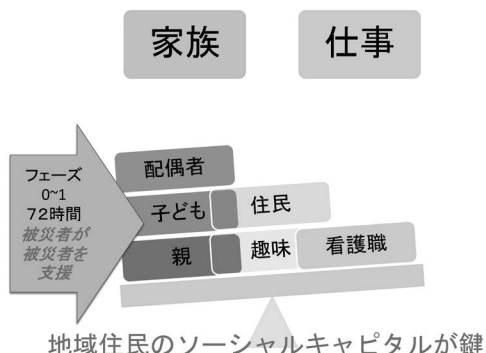 家族
仕事
フェーズ
0~1
72時間
被災者が
被災者を
支援
配偶者
子ども
住民
親
趣味
看護職
地域住民のソーシャルキャピタルが鍵